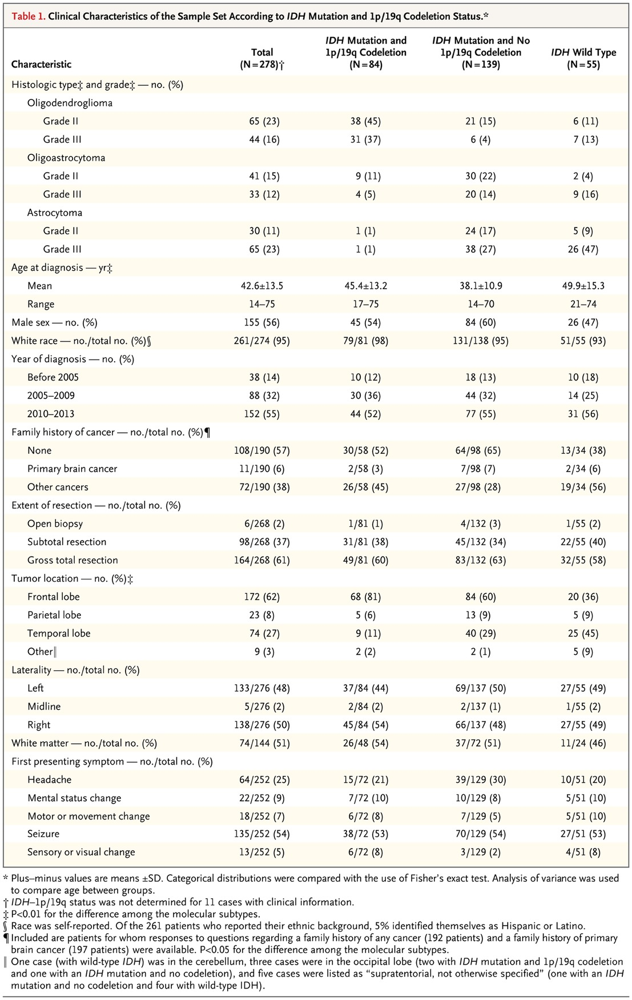 Table 1. Clinical Characteristics of the Sample Set According to IDH Mutation and 1p/19q Codeletion Status.*
Characteristic Total (N=278)† IDH Mutation and 1p/19q Codeletion (N=84) IDH Mutation and No 1p/19q Codeletion (N=139) IDH Wild Type (N=55)
Histologic type‡ and grade‡ — no. (%)
Oligodendroglioma
Grade II 65 (23) 38 (45) 21 (15) 6 (11)
Grade III 44 (16) 31 (37) 6 (4) 7 (13)
Oligoastrocytoma
Grade II 41 (15) 9 (11) 30 (22) 2 (4)
Grade III 33 (12) 4 (5) 20 (14) 9 (16)
Astrocytoma
Grade II 30 (11) 1 (1) 24 (17) 5 (9)
Grade III 65 (23) 1 (1) 38 (27) 26 (47)
Age at diagnosis — yr‡
Mean 42.6±13.5 45.4±13.2 38.1±10.9 49.9±15.3
Range 14–75 17–75 14–70 21–74
Male sex — no. (%) 155 (56) 45 (54) 84 (60) 26 (47)
White race — no./total no. (%)§ 261/274 (95) 79/81 (98) 131/138 (95) 51/55 (93)
Year of diagnosis — no. (%)
Before 2005 38 (14) 10 (12) 18 (13) 10 (18)
2005–2009 88 (32) 30 (36) 44 (32) 14 (25)
2010–2013 152 (55) 44 (52) 77 (55) 31 (56)
Family history of cancer — no./total no. (%)¶
None 108/190 (57) 30/58 (52) 64/98 (65) 13/34 (38)
Primary brain cancer 11/190 (6) 2/58 (3) 7/98 (7) 2/34 (6)
Other cancers 72/190 (38) 26/58 (45) 27/98 (28) 19/34 (56)
Extent of resection — no./total no. (%)
Open biopsy 6/268 (2) 1/81 (1) 4/132 (3) 1/55 (2)
Subtotal resection 98/268 (37) 31/81 (38) 45/132 (34) 22/55 (40)
Gross total resection 164/268 (61) 49/81 (60) 83/132 (63) 32/55 (58)
Tumor location — no. (%)‡
Frontal lobe 172 (62) 68 (81) 84 (60) 20 (36)
Parietal lobe 23 (8) 5 (6) 13 (9) 5 (9)
Temporal lobe 74 (27) 9 (11) 40 (29) 25 (45)
Other‖ 9 (3) 2 (2) 2 (1) 5 (9)
Laterality — no./total no. (%)
Left 133/276 (48) 37/84 (44) 69/137 (50) 27/55 (49)
Midline 5/276 (2) 2/84 (2) 2/137 (1) 1/55 (2)
Right 138/276 (50) 45/84 (54) 66/137 (48) 27/55 (49)
White matter — no./total no. (%) 74/144 (51) 26/48 (54) 37/72 (51) 11/24 (46)
First presenting symptom — no./total no. (%)
Headache 64/252 (25) 15/72 (21) 39/129 (30) 10/51 (20)
Mental status change 22/252 (9) 7/72 (10) 10/129 (8) 5/51 (10)
Motor or movement change 18/252 (7) 6/72 (8) 7/129 (5) 5/51 (10)
Seizure 135/252 (54) 38/72 (53) 70/129 (54) 27/51 (53)
Sensory or visual change 13/252 (5) 6/72 (8) 3/129 (2) 4/51 (8)
* Plus–minus values are means ±SD. Categorical distributions were compared with the use of Fisher's exact test. Analysis of variance was used
to compare age between groups.
† IDH–1p/19q status was not determined for 11 cases with clinical information.
‡ P<0.01 for the difference among the molecular subtypes.
§ Race was self-reported. Of the 261 patients who reported their ethnic background, 5% identified themselves as Hispanic or Latino.
¶ Included are patients for whom responses to questions regarding a family history of any cancer (192 patients) and a family history of primary
brain cancer (197 patients) were available. P<0.05 for the difference among the molecular subtypes.
‖ One case (with wild-type IDH) was in the cerebellum, three cases were in the occipital lobe (two with IDH mutation and 1p/19q codeletion
and one with an IDH mutation and no codeletion), and five cases were listed as “supratentorial, not otherwise specified” (one with an IDH
mutation and no codeletion and four with wild-type IDH).